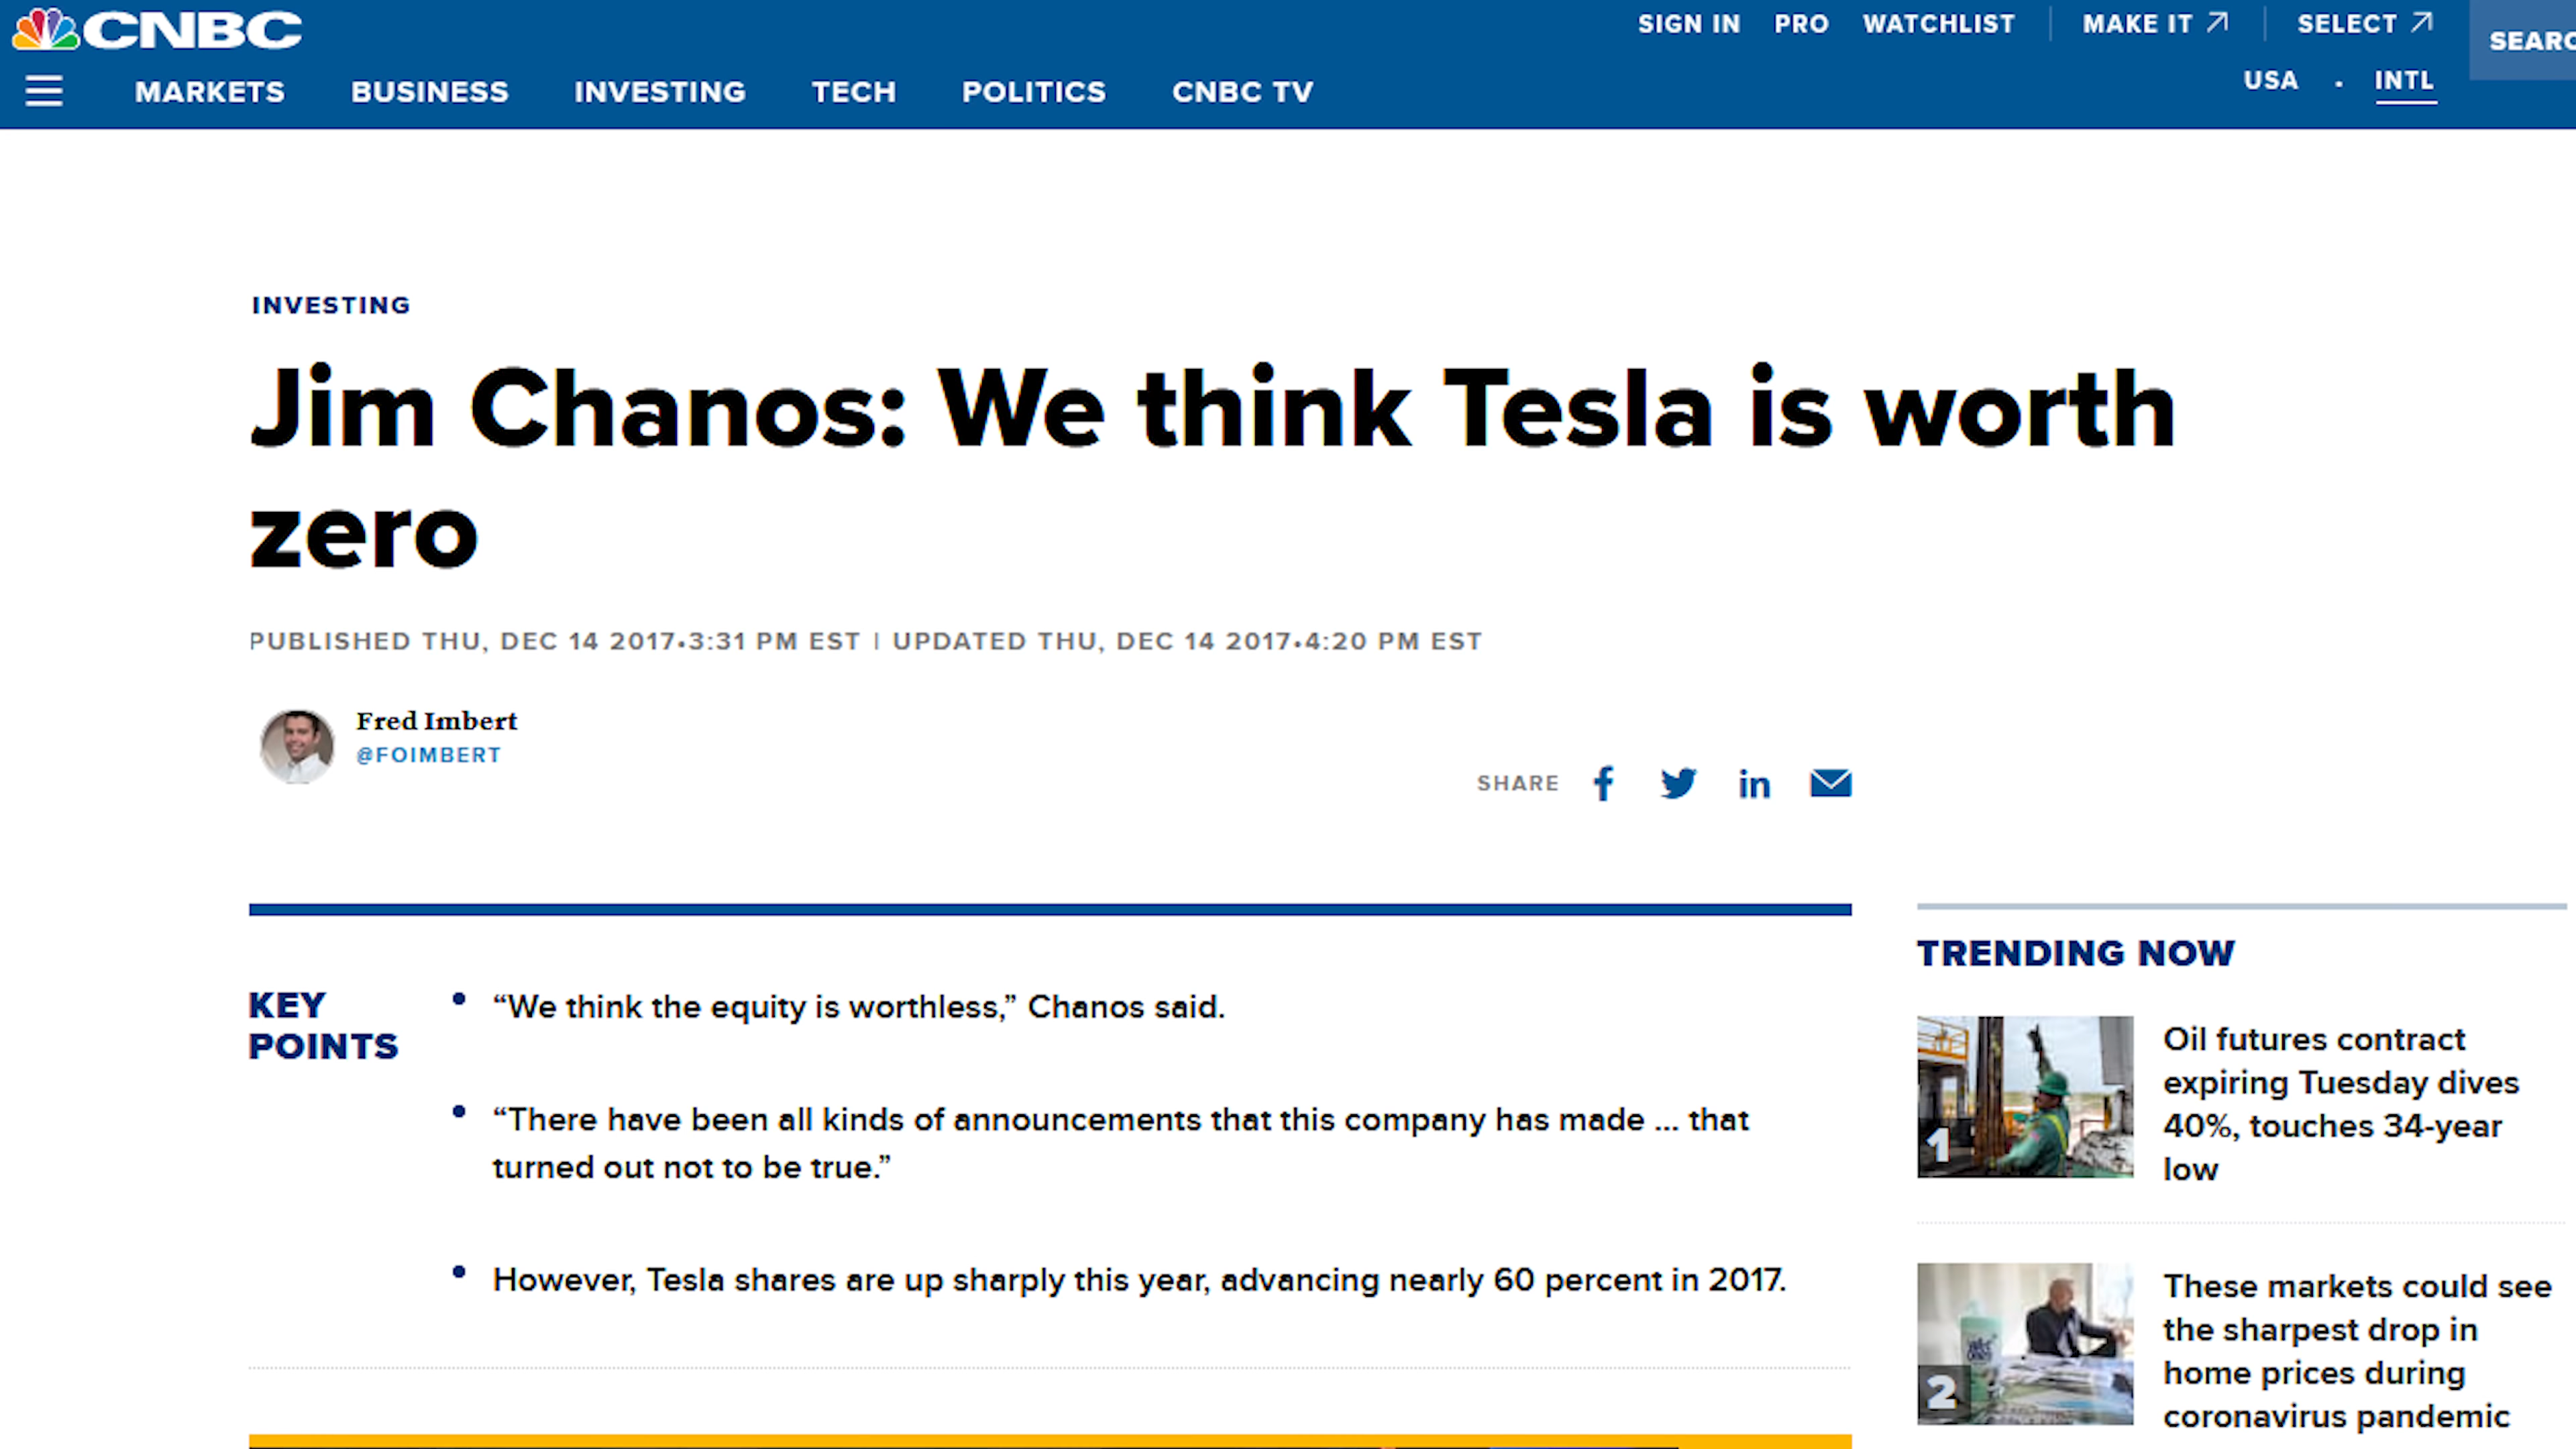 CNBC
SIGN IN PRO WATCHLIST MAKE IT SELECT
SEARC
MARKETS BUSINESS INVESTING TECH POLITICS CNBC TV
USA · INTL
INVESTING
Jim Chanos: We think Tesla is worth
zero
PUBLISHED THU, DEC 14 2017•3:31 PM EST | UPDATED THU, DEC 14 2017•4:20 PM EST
Fred Imbert
@FOIMBERT
SHARE
KEY
POINTS
• “We think the equity is worthless,” Chanos said.
• “There have been all kinds of announcements that this company has made ... that
turned out not to be true.”
• However, Tesla shares are up sharply this year, advancing nearly 60 percent in 2017.
TRENDING NOW
1
Oil futures contract
expiring Tuesday dives
40%, touches 34-year
low
2
These markets could see
the sharpest drop in
home prices during
coronavirus pandemic